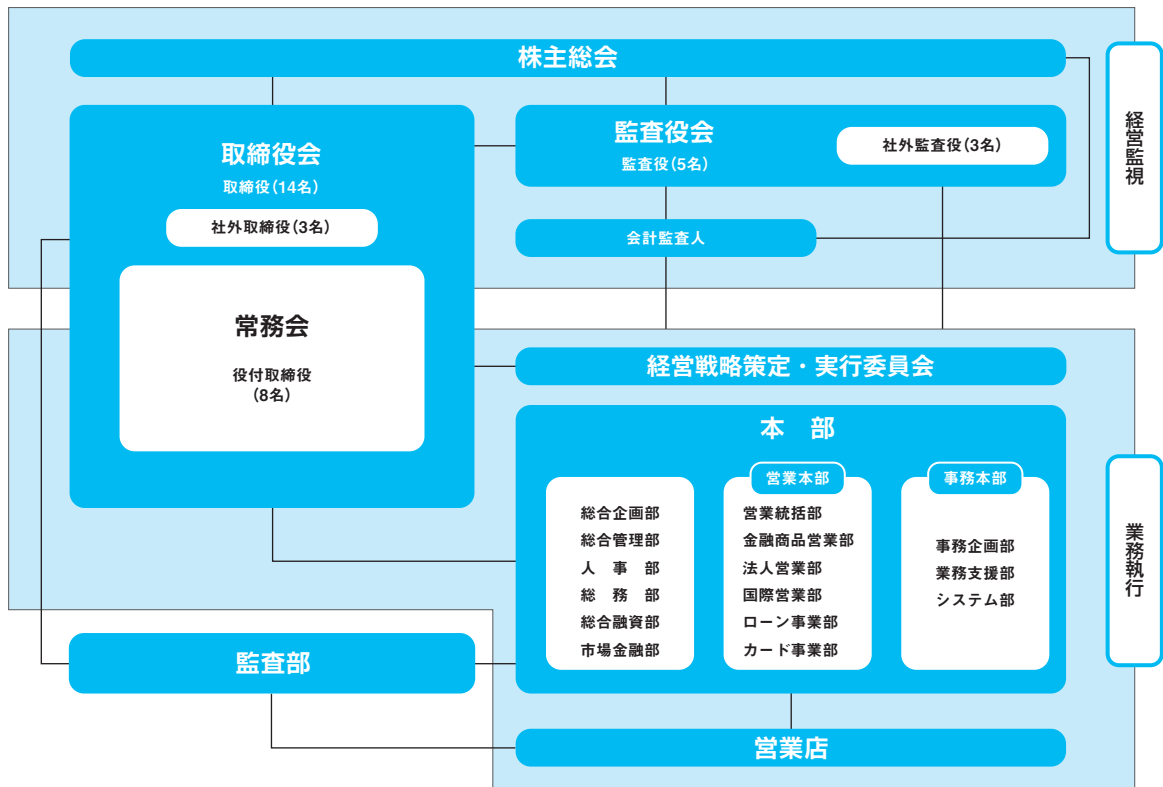 株主総会
取締役会
取締役(14名)
社外取締役(3名)
常務会
役付取締役
(8名)
監査役会
監査役(5名)
社外監査役(3名)
会計監査人
経営監視
経営戦略策定・実行委員会
本　部
総合企画部
総合管理部
人　事　部
総　務　部
総合融資部
市場金融部
営業本部
営業統括部
金融商品営業部
法人営業部
国際営業部
ローン事業部
カード事業部
事務本部
事務企画部
業務支援部
システム部
業務執行
監査部
営業店